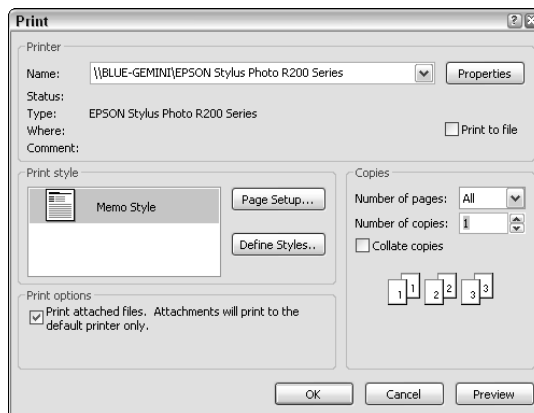 Print
Printer
Name:
\\BLUE-GEMINI\EPSON Stylus Photo R200 Series
Properties
Status:
Type:
EPSON Stylus Photo R200 Series
Where:
Comment:
Print to file
Print style
Memo Style
Page Setup...
Define Styles..
Copies
Number of pages:
All
Number of copies:
1
Collate copies
1 1 2 2 3 3
Print options
Print attached files. Attachments will print to the
default printer only.
OK
Cancel
Preview